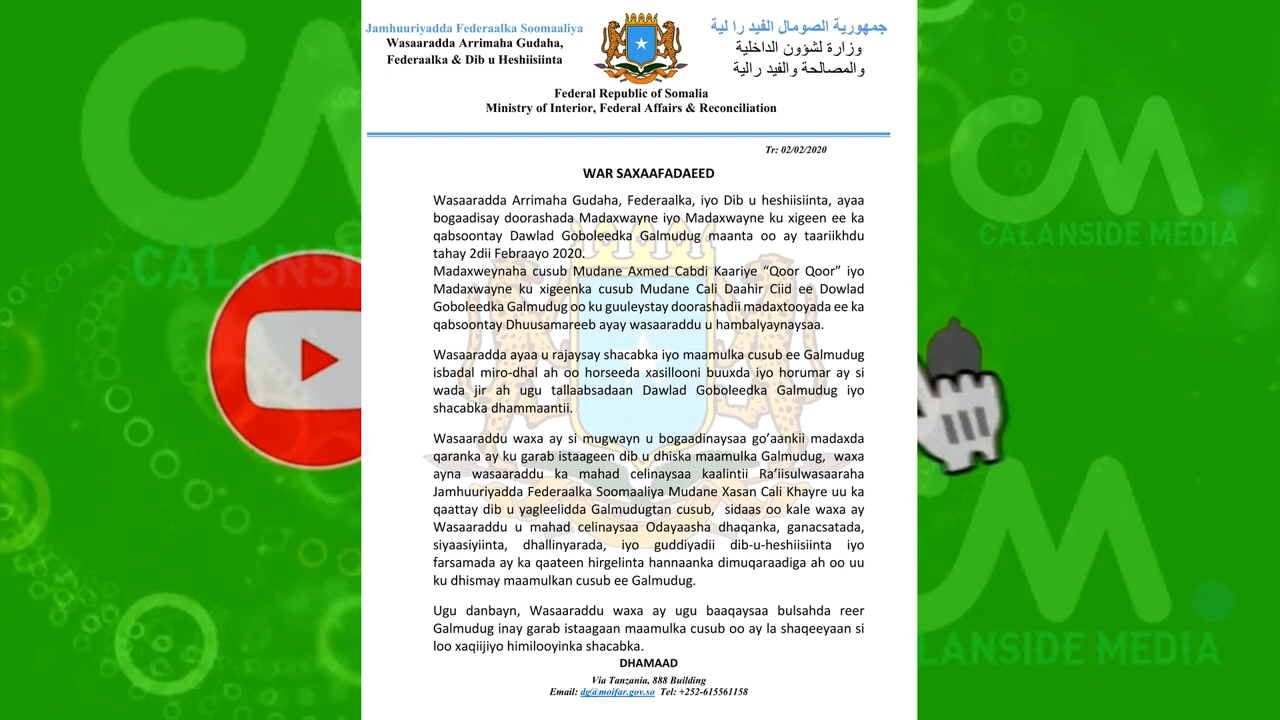 Jamhuuriyadda Federaalka Soomaaliya
Wasaaradda Arrimaha Gudaha,
Federaalka & Dib u Heshiisiinta
جمهورية الصومال الفيد را لية
وزارة لشؤون الداخلية
والمصالحة والفيد رالية
Federal Republic of Somalia
Ministry of Interior, Federal Affairs & Reconciliation
Tr: 02/02/2020
WAR SAXAAFADAEED
Wasaaradda Arrimaha Gudaha, Federaalka, iyo Dib u heshiisiinta, ayaa
bogaadisay doorashada Madaxwayne iyo Madaxwayne ku xigeen ee ka
qabsoontay Dawlad Goboleedka Galmudug maanta oo ay taariikhdu
tahay 2dii Febraayo 2020.
Madaxweynaha cusub Mudane Axmed Cabdi Kaariye “Qoor Qoor” iyo
Madaxwayne ku xigeenka cusub Mudane Cali Daahir Ciid ee Dowlad
Goboleedka Galmudug oo ku guuleystay doorashadii madaxtooyada ee ka
qabsoontay Dhuusamareeb ayay wasaaraddu u hambalyaynaysaa.
Wasaaradda ayaa u rajaysay shacabka iyo maamulka cusub ee Galmudug
isbadal miro-dhal ah oo horseeda xasillooni buuxda iyo horumar ay si
wada jir ah ugu tallaabsadaan Dawlad Goboleedka Galmudug iyo
shacabka dhammaantii.
Wasaaraddu waxa ay si mugwayn u bogaadinaysaa go’aankii madaxda
qaranka ay ku garab istaageen dib u dhiska maamulka Galmudug, waxa
ayna wasaaraddu ka mahad celinaysaa kaalintii Ra’iisulwasaaraha
Jamhuuriyadda Federaalka Soomaaliya Mudane Xasan Cali Khayre uu ka
qaattay dib u yagleelidda Galmudugtan cusub, sidaas oo kale waxa ay
Wasaaraddu u mahad celinaysaa Odayaasha dhaqanka, ganacsatada,
siyaasiyiinta, dhallinyarada, iyo guddiyadii dib-u-heshiisiinta iyo
farsamada ay ka qaateen hirgelinta hannaanka dimuqaraadiga ah oo uu
ku dhismay maamulkan cusub ee Galmudug.
Ugu danbayn, Wasaaraddu waxa ay ugu baaqaysaa bulsahda reer
Galmudug inay garab istaagaan maamulka cusub oo ay la shaqeeyaan si
loo xaqiijiyo himilooyinka shacabka.
DHAMAAD
Via Tanzania, 888 Building
Email: dg@moifar.gov.so Tel: +252-615561158
CM
CALANSIDE MEDIA
CM
CALANSIDE MEDIA
CM
LANSIDE MEDIA